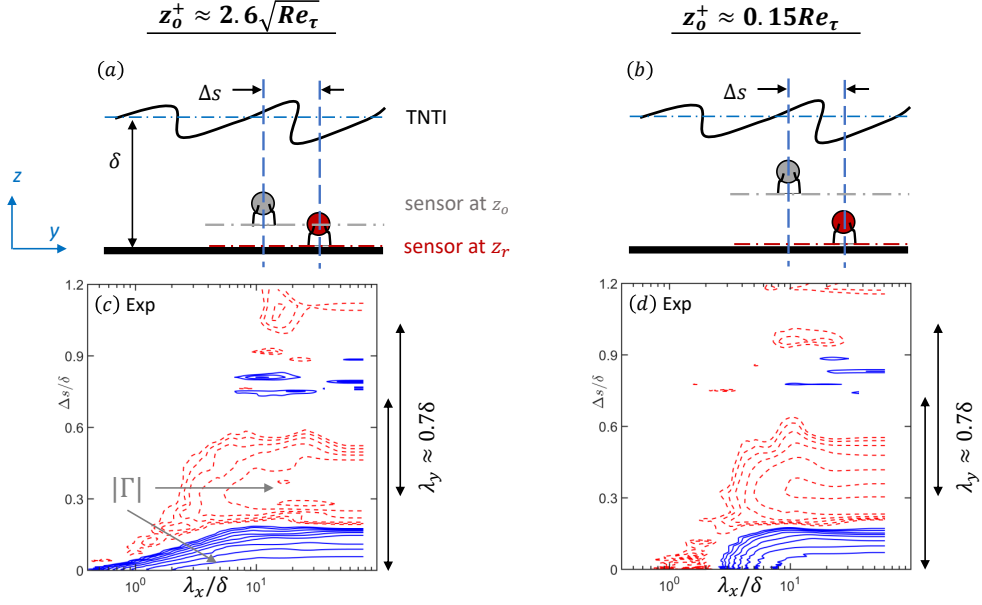 z_o^+ ≈ 2.6√Re_τ
z_o^+ ≈ 0.15Re_τ
(a)
Δs
TNTI
δ
z
y
sensor at z_o
sensor at z_r
(b)
Δs
(c) Exp
1.2
0.9
0.6
0.3
0
Δs/δ
|Γ|
10^0
10^1
λ_x/δ
λ_y ≈ 0.7δ
(d) Exp
1.2
0.9
0.6
0.3
0
Δs/δ
10^0
10^1
λ_x/δ
λ_y ≈ 0.7δ